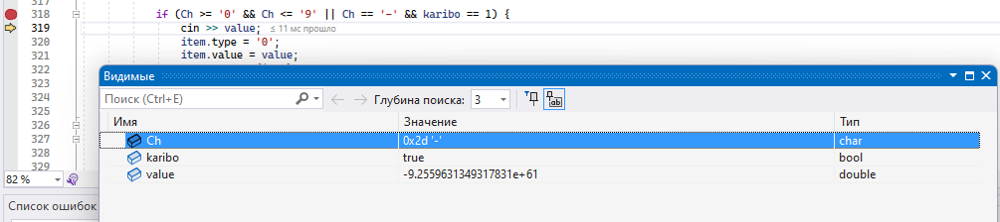 318 if (Ch >= '0' && Ch <= '9' || Ch == '-' && karibo == 1) {
319 cin >> value; ≤ 11 мс прошло
320 item.type = '0';
321 item.value = value;
322
323
324
325
326
327
328
329
Видимые
Поиск (Ctrl+E) Глубина поиска: 3
Имя Значение Тип
Ch 0x2d '-' char
karibo true bool
value -9.2559631349317831e+61 double
82 %
Список ошибок